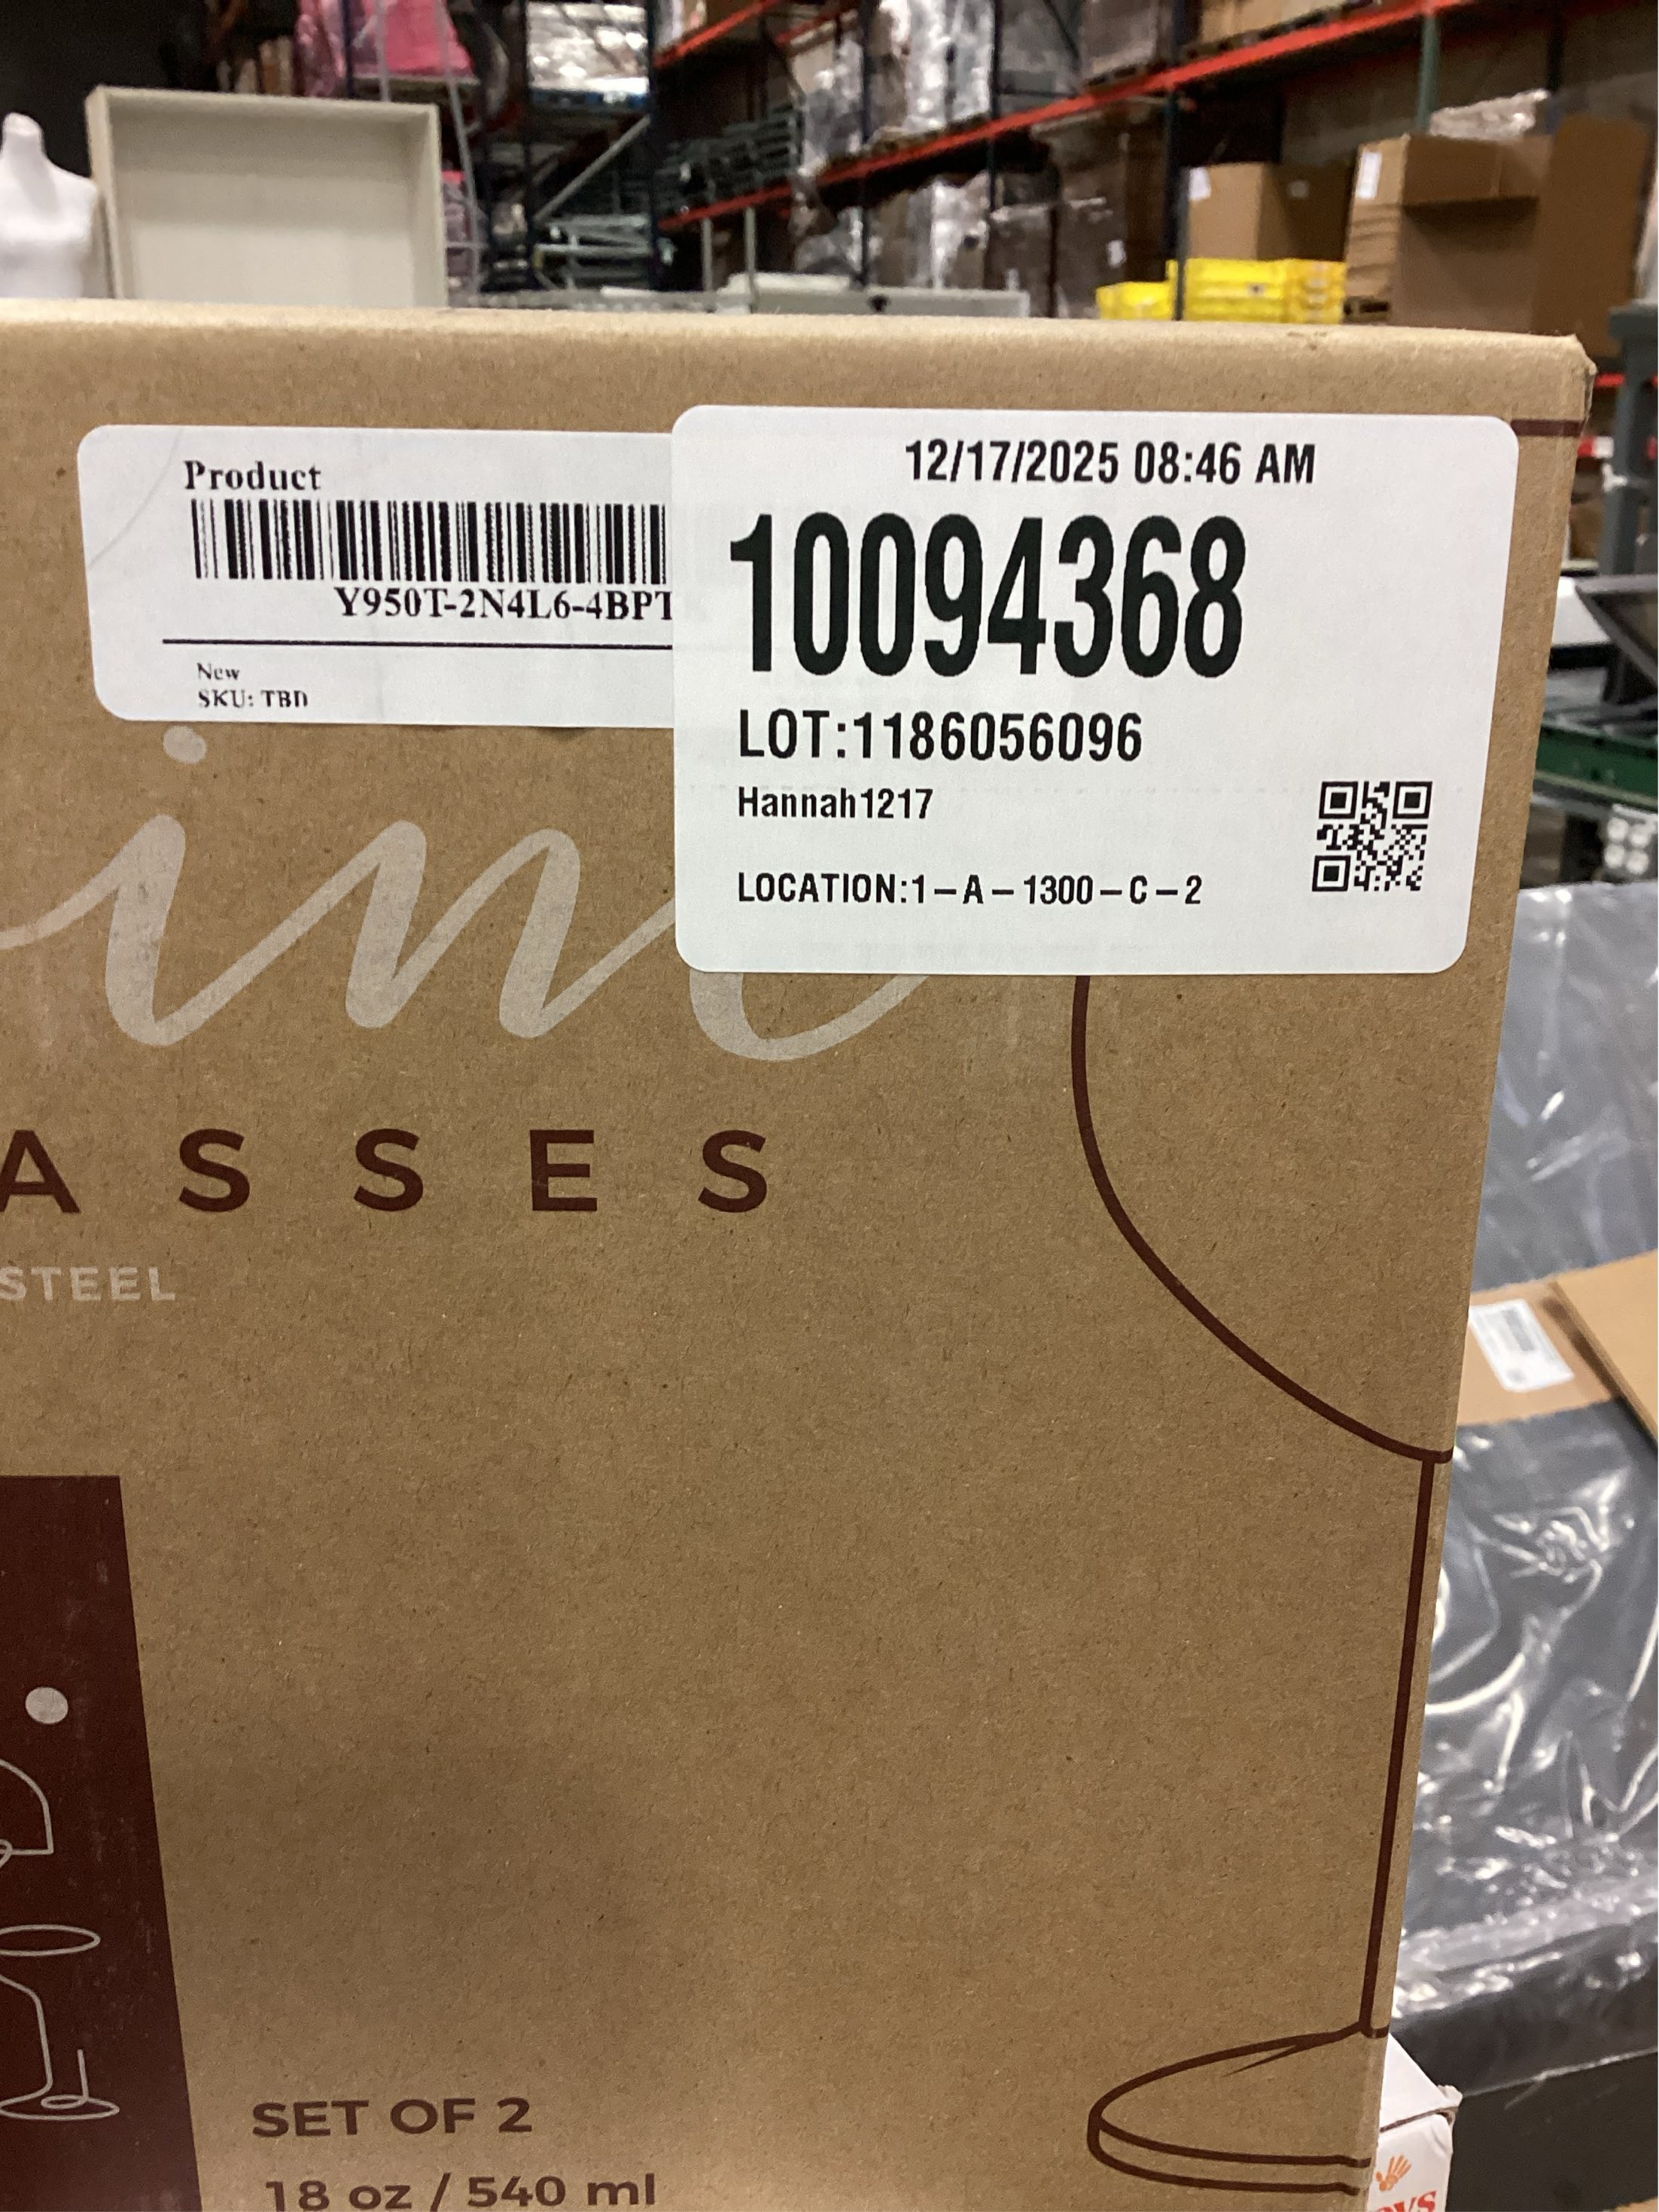 Product
Y950T-2N4L6-4BPT
New
SKU: TBD
12/17/2025 08:46 AM
10094368
LOT:1186056096
Hannah1217
LOCATION:1-A-1300-C-2
ASSES
STEEL
SET OF 2
18 oz / 540 ml